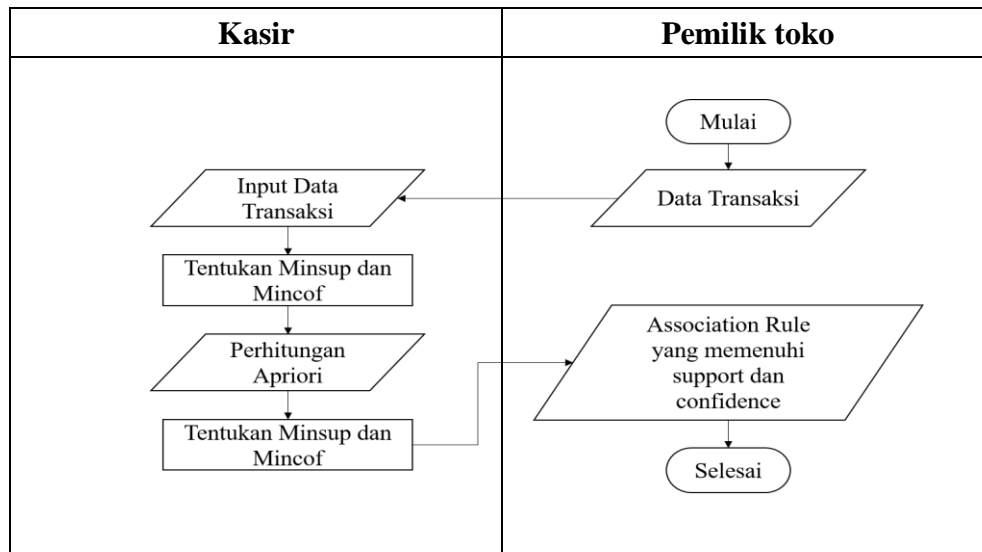 Kasir
Pemilik toko
Mulai
Input Data
Transaksi
Data Transaksi
Tentukan Minsup dan
Mincof
Perhitungan
Apriori
Association Rule
yang memenuhi
support dan
confidence
Tentukan Minsup dan
Mincof
Selesai